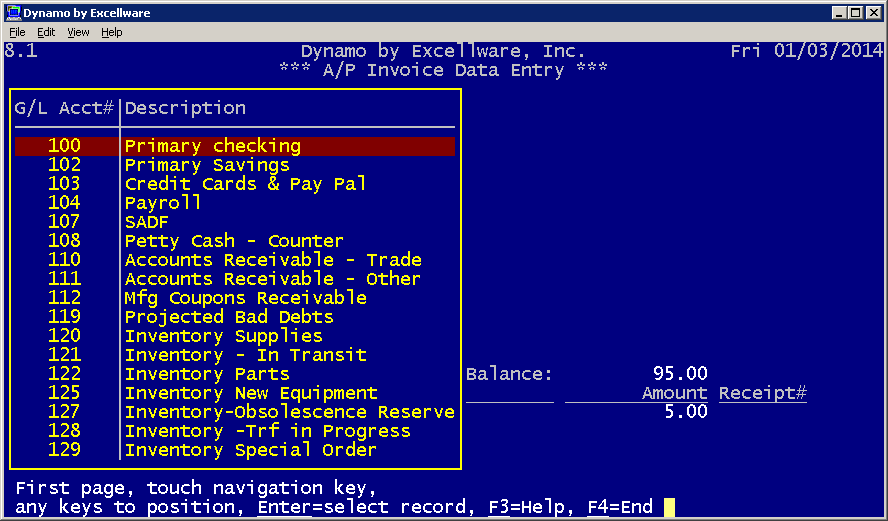 Dynamo by Excellware
File Edit View Help
8.1 Dynamo by Excellware, Inc. Fri 01/03/2014
*** A/P Invoice Data Entry ***
G/L Acct# Description
100 Primary checking
102 Primary Savings
103 Credit Cards & Pay Pal
104 Payroll
107 SADF
108 Petty Cash - Counter
110 Accounts Receivable - Trade
111 Accounts Receivable - Other
112 Mfg Coupons Receivable
119 Projected Bad Debts
120 Inventory Supplies
121 Inventory - In Transit
122 Inventory Parts Balance: 95.00
125 Inventory New Equipment Amount Receipt#
127 Inventory-Obsolescence Reserve 5.00
128 Inventory -Trf in Progress
129 Inventory Special Order
First page, touch navigation key,
any keys to position, Enter=select record, F3=Help, F4=End